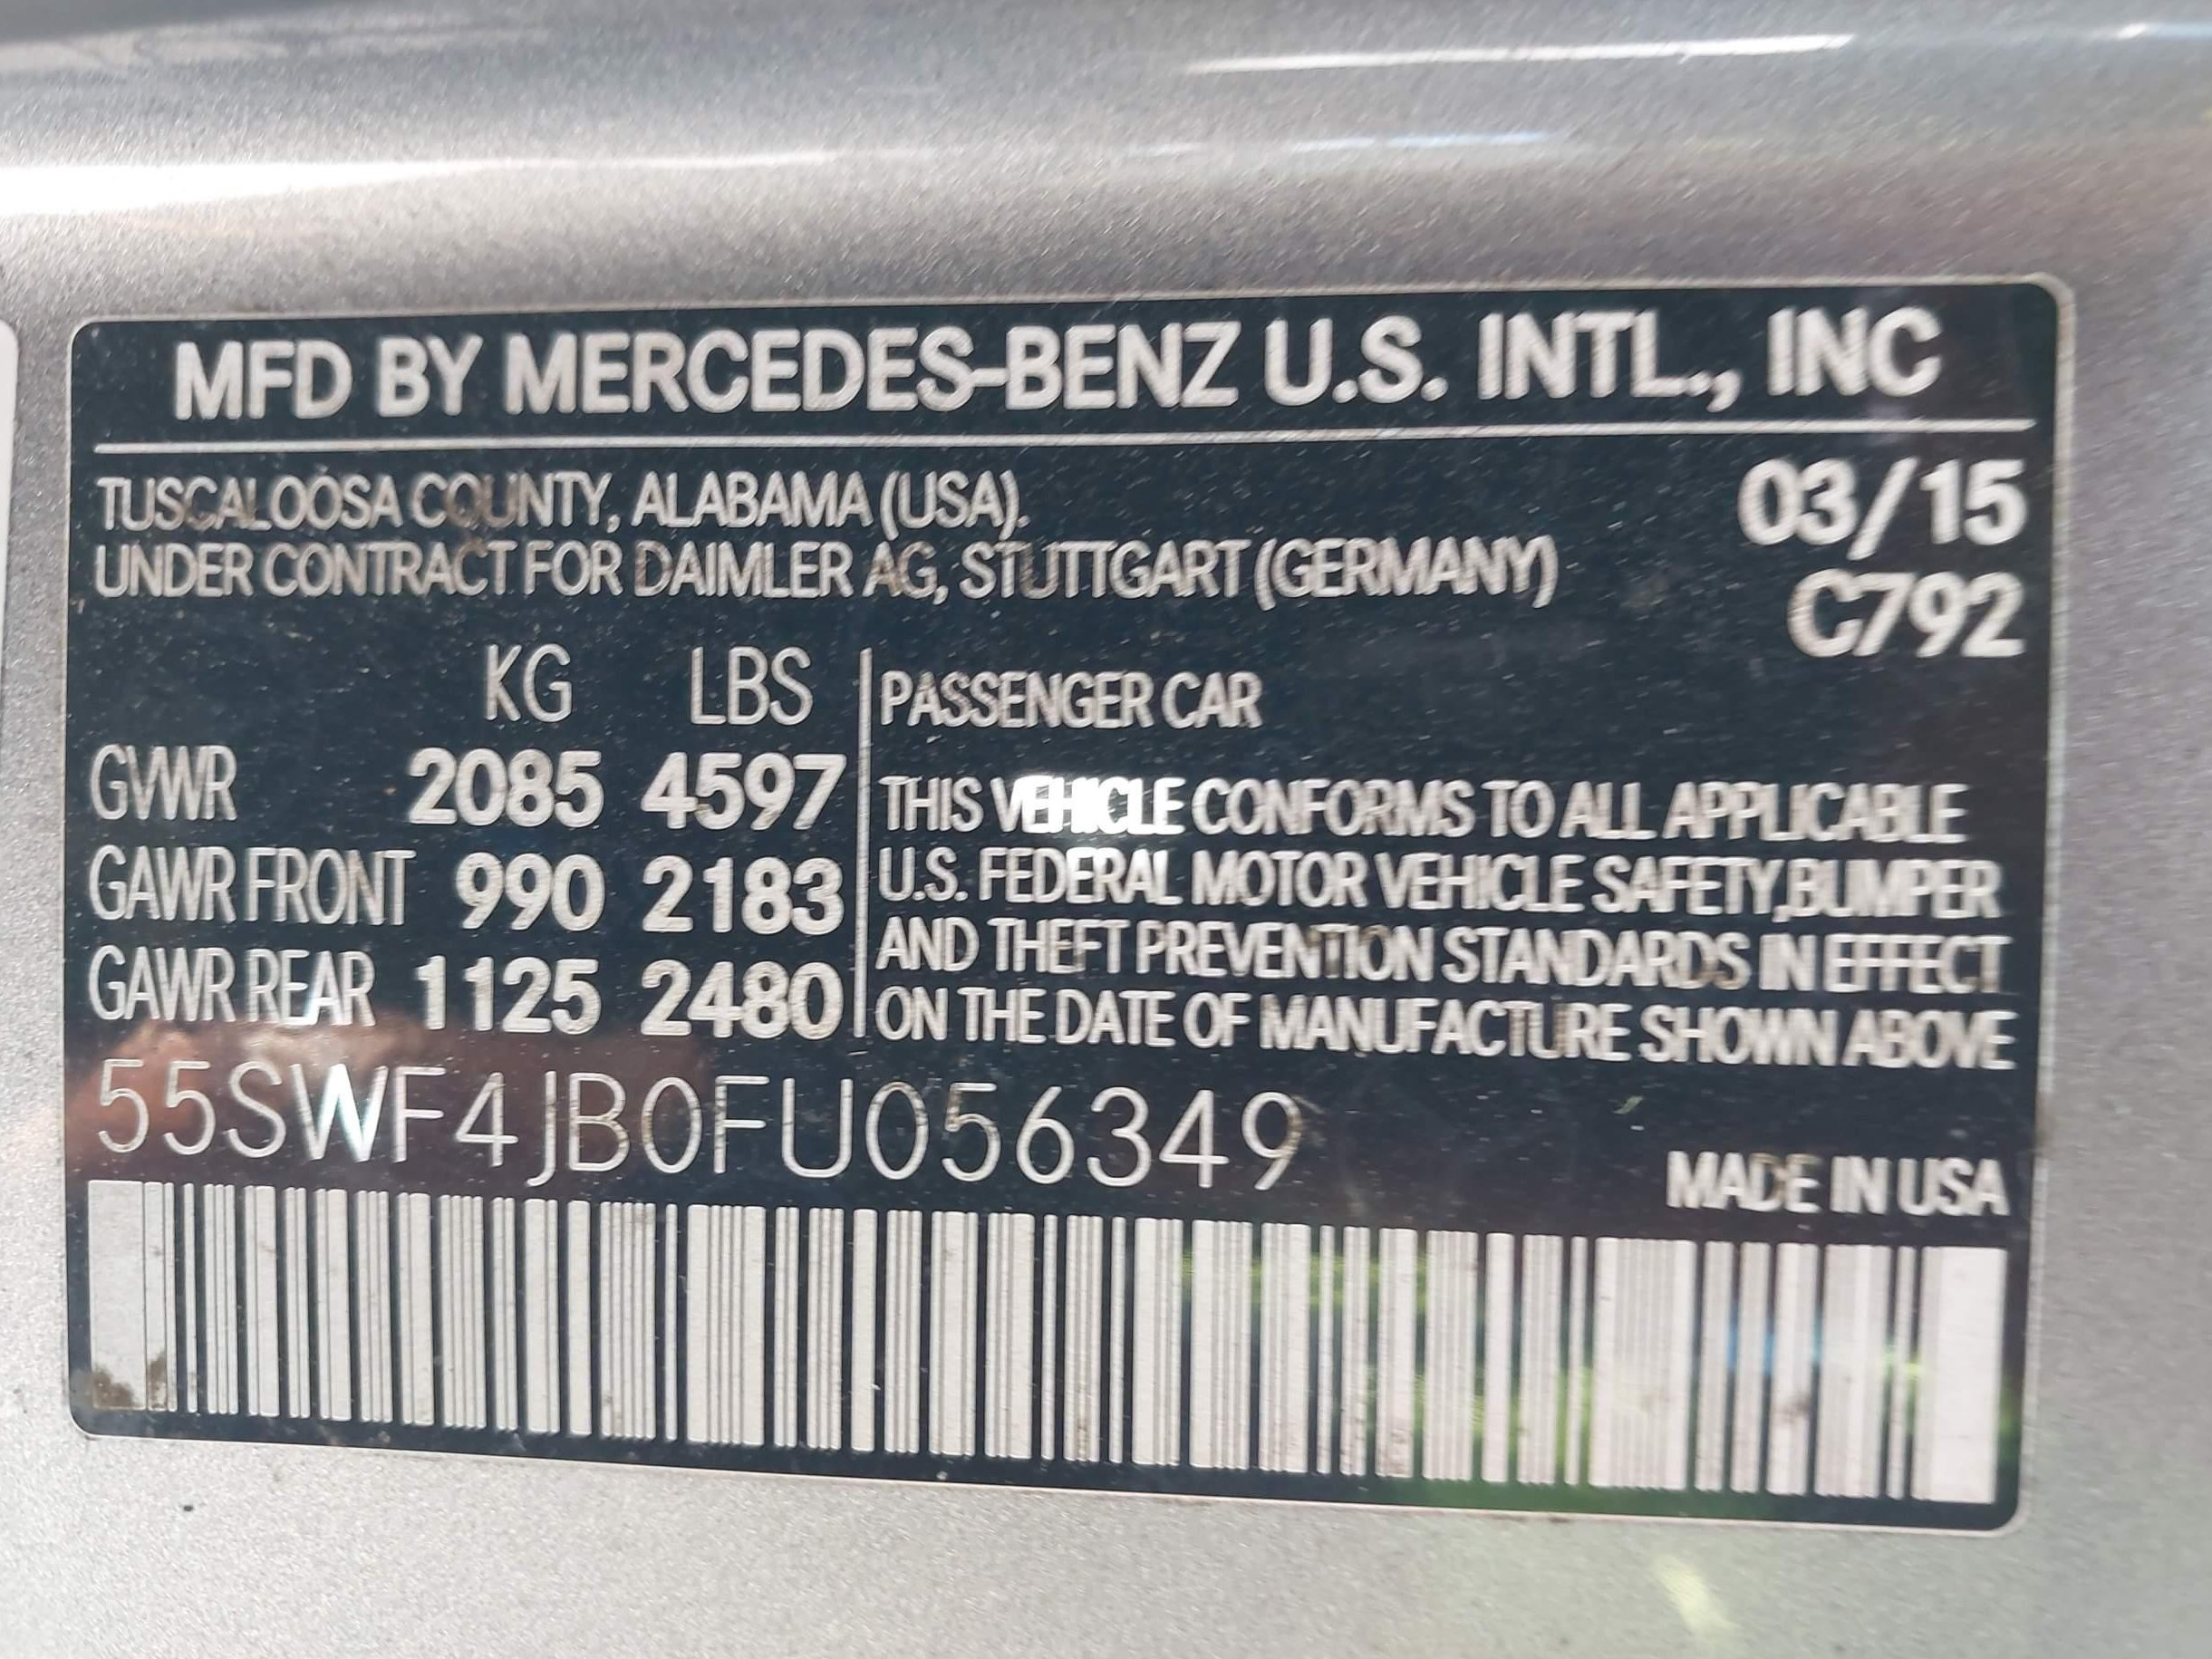 MFD BY MERCEDES-BENZ U.S. INTL., INC
TUSCALOOSA COUNTY, ALABAMA (USA).
03/15
UNDER CONTRACT FOR DAIMLER AG, STUTTGART (GERMANY)
C792
KG LBS
GVWR 2085 4597
GAWR FRONT 990 2183
GAWR REAR 1125 2480
PASSENGER CAR
THIS VEHICLE CONFORMS TO ALL APPLICABLE
U.S. FEDERAL MOTOR VEHICLE SAFETY,BUMPER
AND THEFT PREVENTION STANDARDS IN EFFECT
ON THE DATE OF MANUFACTURE SHOWN ABOVE
55SWF4JB0FU056349
MADE IN USA